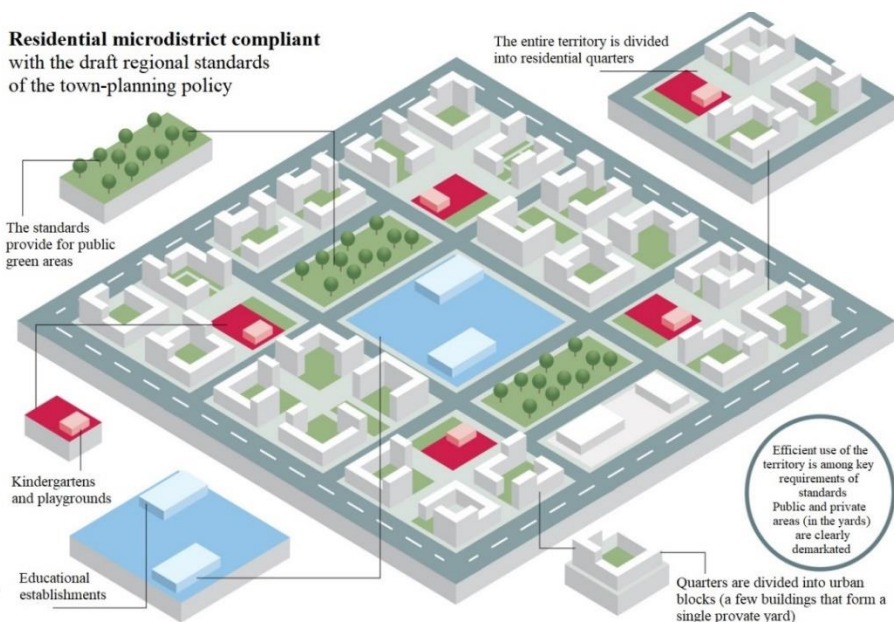 Residential microdistrict compliant
with the draft regional standards
of the town-planning policy
The entire territory is divided
into residential quarters
The standards
provide for public
green areas
Kindergartens
and playgrounds
Educational
establishments
Efficient use of the
territory is among key
requirements of
standards
Public and private
areas (in the yards)
are clearly
demarkated
Quarters are divided into urban
blocks (a few buildings that form a
single provate yard)